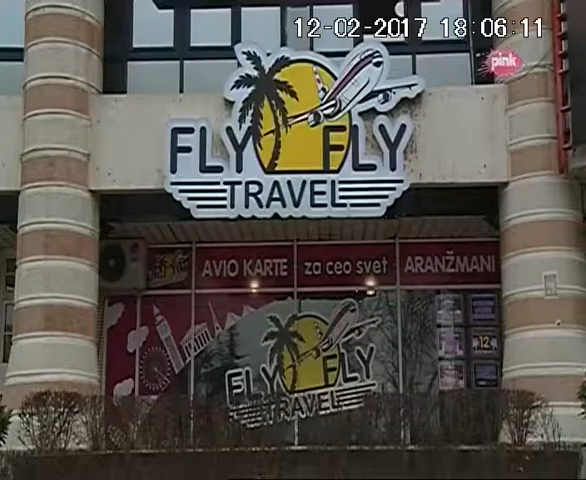 12-02-2017 18:06:11
pink
FLY FLY
TRAVEL
AVIO KARTE za ceo svet ARANŽMANI
FLY FLY
TRAVEL
12